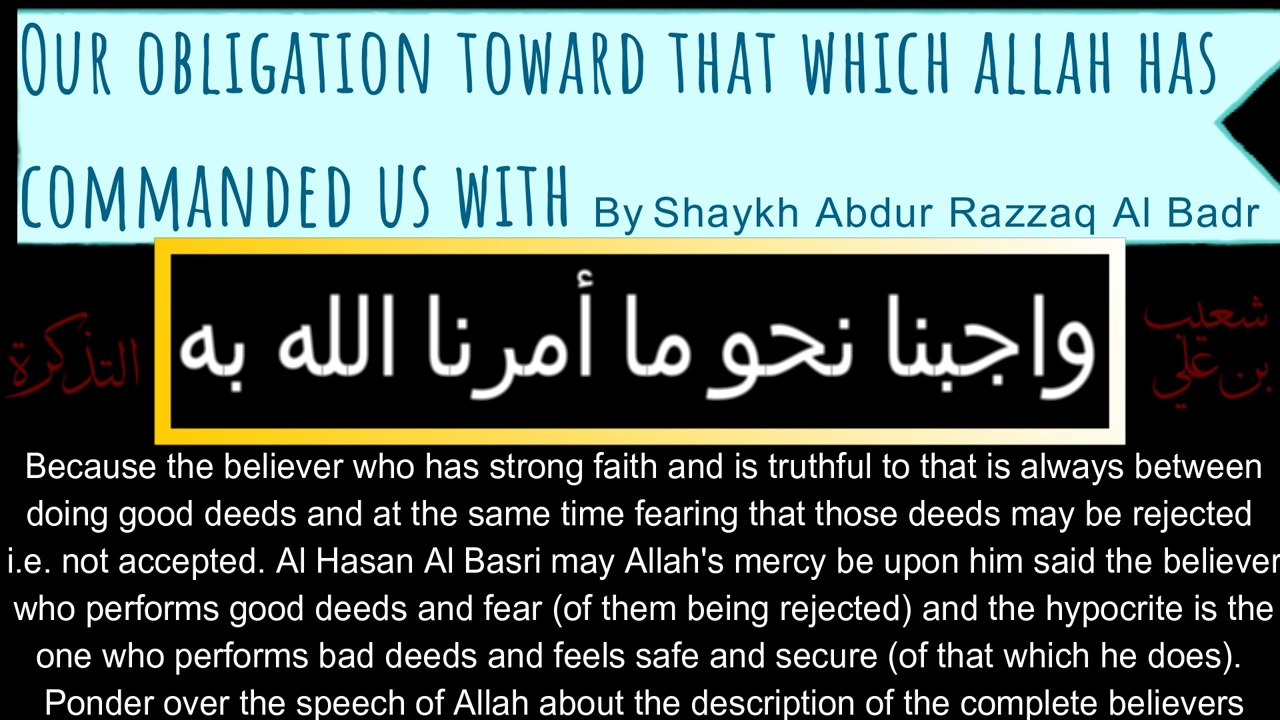 Our obligation toward that which Allah has
commanded us with By Shaykh Abdur Razzaq Al Badr
واجبنا نحو ما أمرنا الله به
شعيب
بن علي
التذكرة
Because the believer who has strong faith and is truthful to that is always between
doing good deeds and at the same time fearing that those deeds may be rejected
i.e. not accepted. Al Hasan Al Basri may Allah's mercy be upon him said the believer
who performs good deeds and fear (of them being rejected) and the hypocrite is the
one who performs bad deeds and feels safe and secure (of that which he does).
Ponder over the speech of Allah about the description of the complete believers